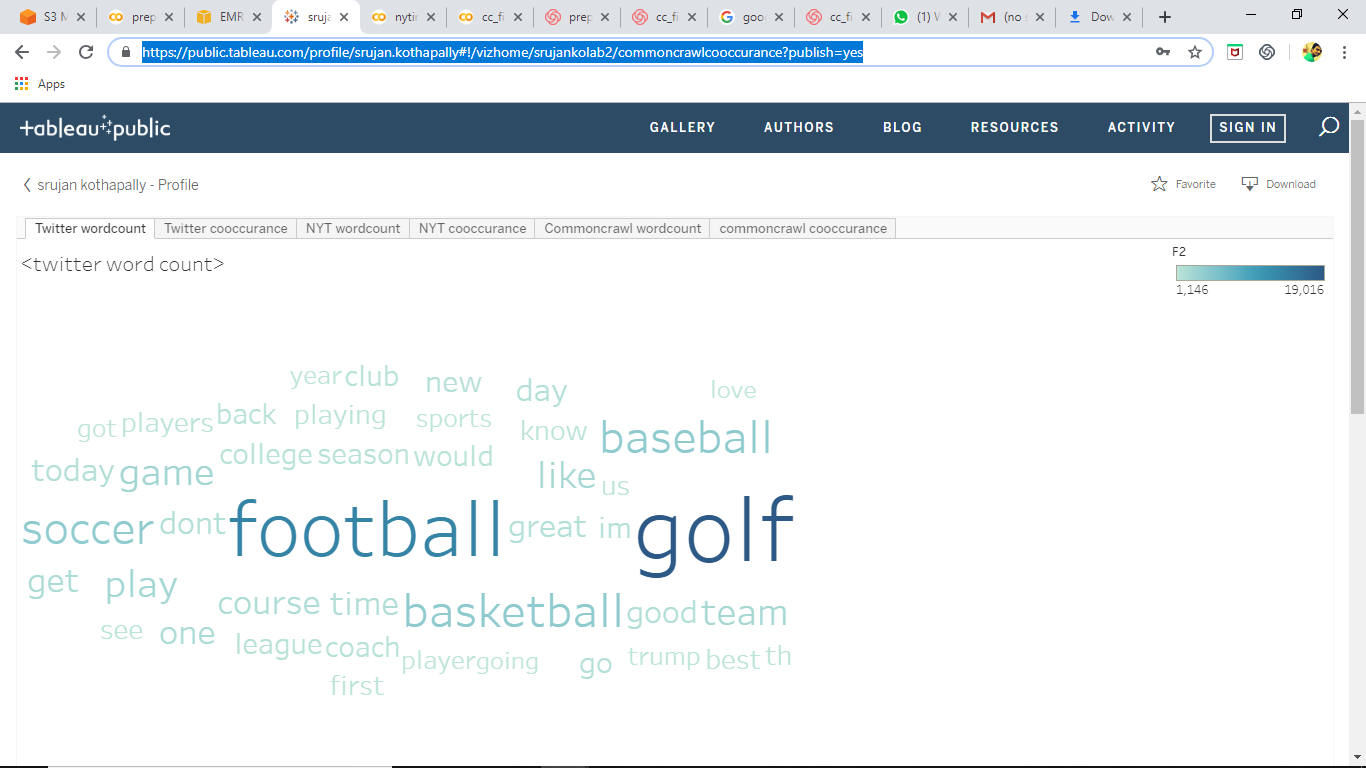 S3 M
prep
EMR
sruja
nytir
cc_fi
prep
cc_fi
goo
cc_fi
(1) V
(no s
Dow
https://public.tableau.com/profile/srujan.kothapally#!/vizhome/srujankolab2/commoncrawlcooccurance?publish=yes
Apps
+ableau public
GALLERY AUTHORS BLOG RESOURCES ACTIVITY SIGN IN
srujan kothapally - Profile
Favorite Download
Twitter wordcount Twitter cooccurance NYT wordcount NYT cooccurance Commoncrawl wordcount commoncrawl cooccurance
<twitter word count>
F2
1,146 19,016
year club new day love
got players back playing sports know baseball
today game college season would like us
soccer dont football great im golf
get play course time basketball good team
see one league coach player going go trump best th
first